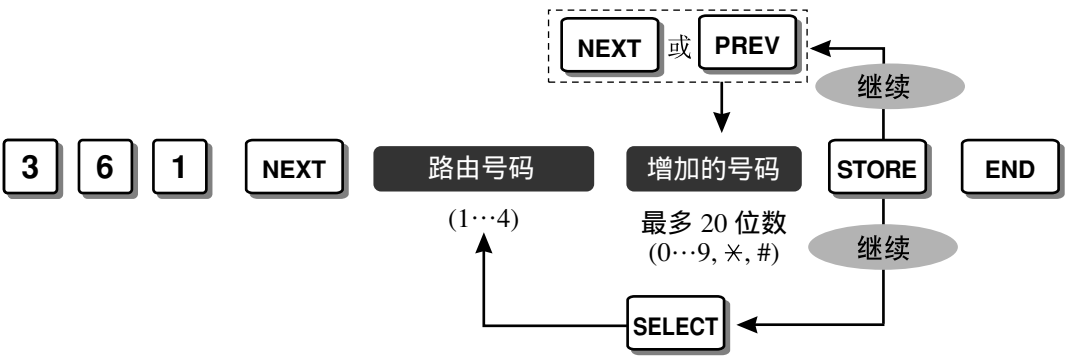 NEXT 或 PREV
继续
3 6 1 NEXT 路由号码 增加的号码 STORE END
(1···4) 最多 20 位数
(0···9, ✳, #)
继续
SELECT